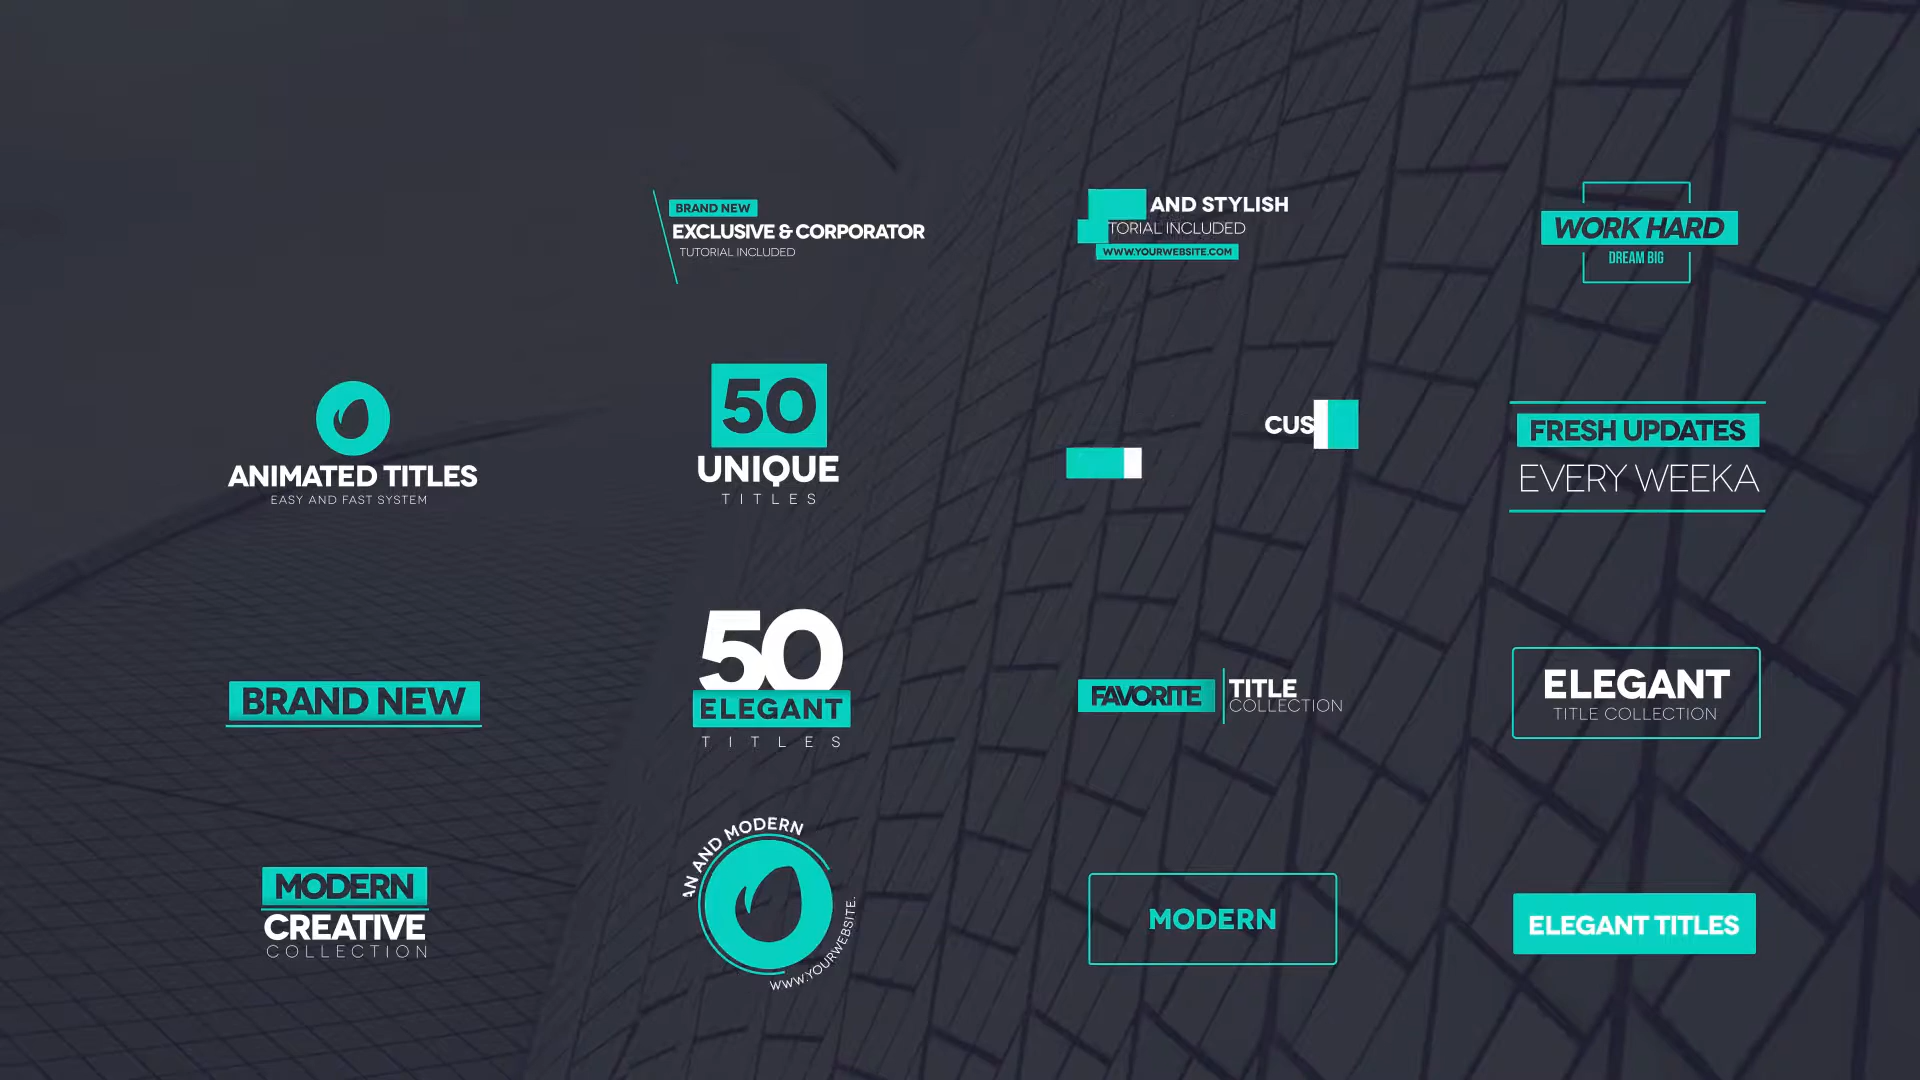 BRAND NEW
EXCLUSIVE & CORPORATOR
TUTORIAL INCLUDED
AND STYLISH
TORIAL INCLUDED
WWW.YOURWEBSITE.COM
WORK HARD
DREAM BIG
ANIMATED TITLES
EASY AND FAST SYSTEM
50
UNIQUE
TITLES
CUS
FRESH UPDATES
EVERY WEEKA
BRAND NEW
50
ELEGANT
TITLES
FAVORITE
TITLE
COLLECTION
ELEGANT
TITLE COLLECTION
MODERN
CREATIVE
COLLECTION
AN AND MODERN
WWW.YOURWEBSITE.
MODERN
ELEGANT TITLES